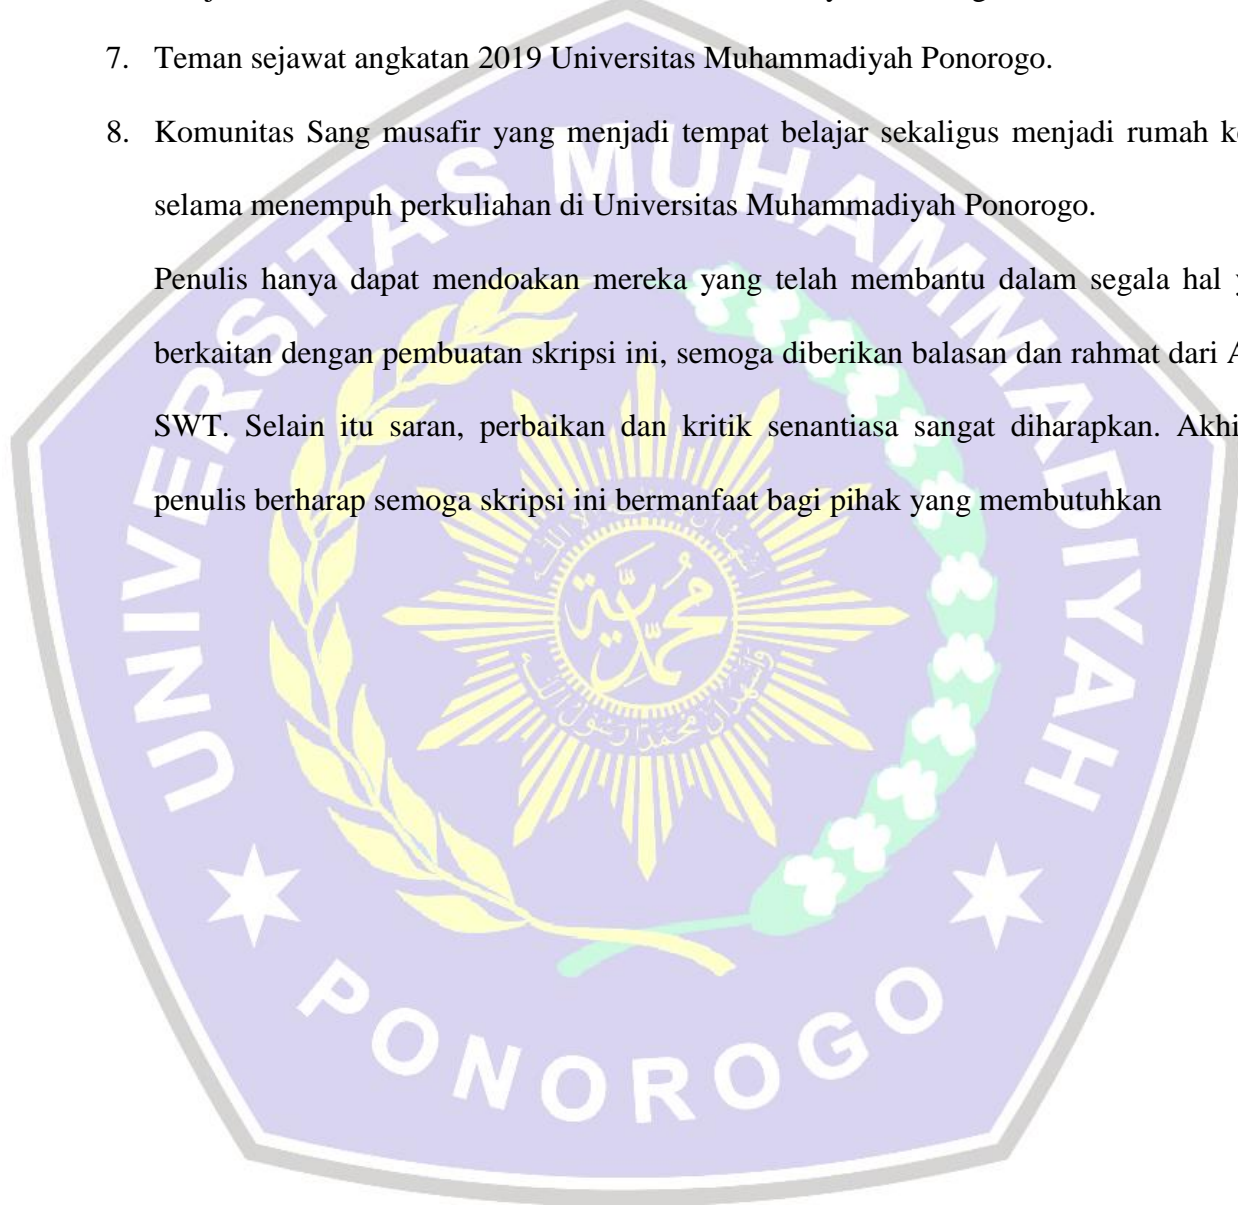 7. Teman sejawat angkatan 2019 Universitas Muhammadiyah Ponorogo.
8. Komunitas Sang musafir yang menjadi tempat belajar sekaligus menjadi rumah
selama menempuh perkuliahan di Universitas Muhammadiyah Ponorogo.
Penulis hanya dapat mendoakan mereka yang telah membantu dalam segala hal
berkaitan dengan pembuatan skripsi ini, semoga diberikan balasan dan rahmat dari
SWT. Selain itu saran, perbaikan dan kritik senantiasa sangat diharapkan.
penulis berharap semoga skripsi ini bermanfaat bagi pihak yang membutuhkan
UNIVERSITAS MUHAMMADIYAH
PONOROGO
محمدية